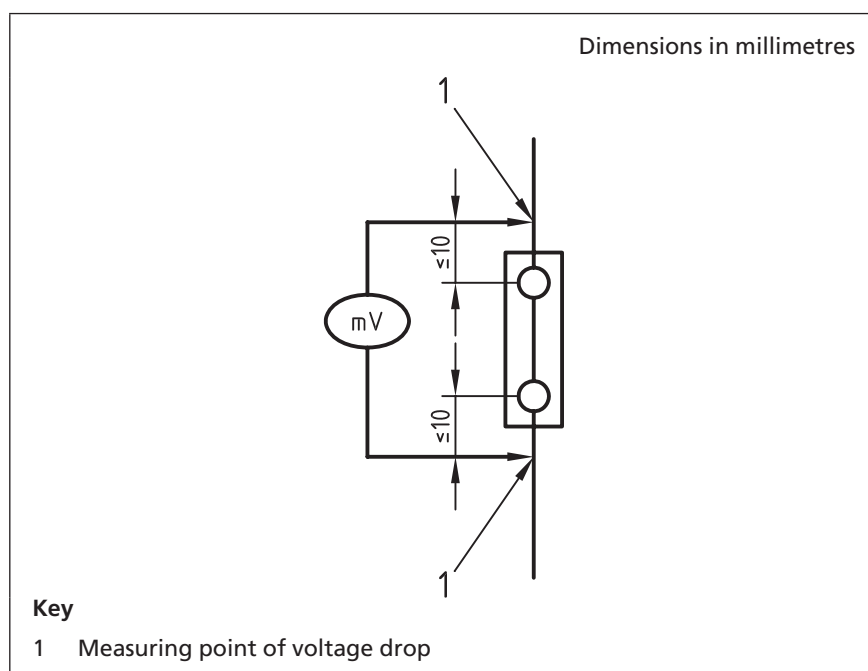 Dimensions in millimetres
1
≤10
mV
≤10
1
Key
1 Measuring point of voltage drop